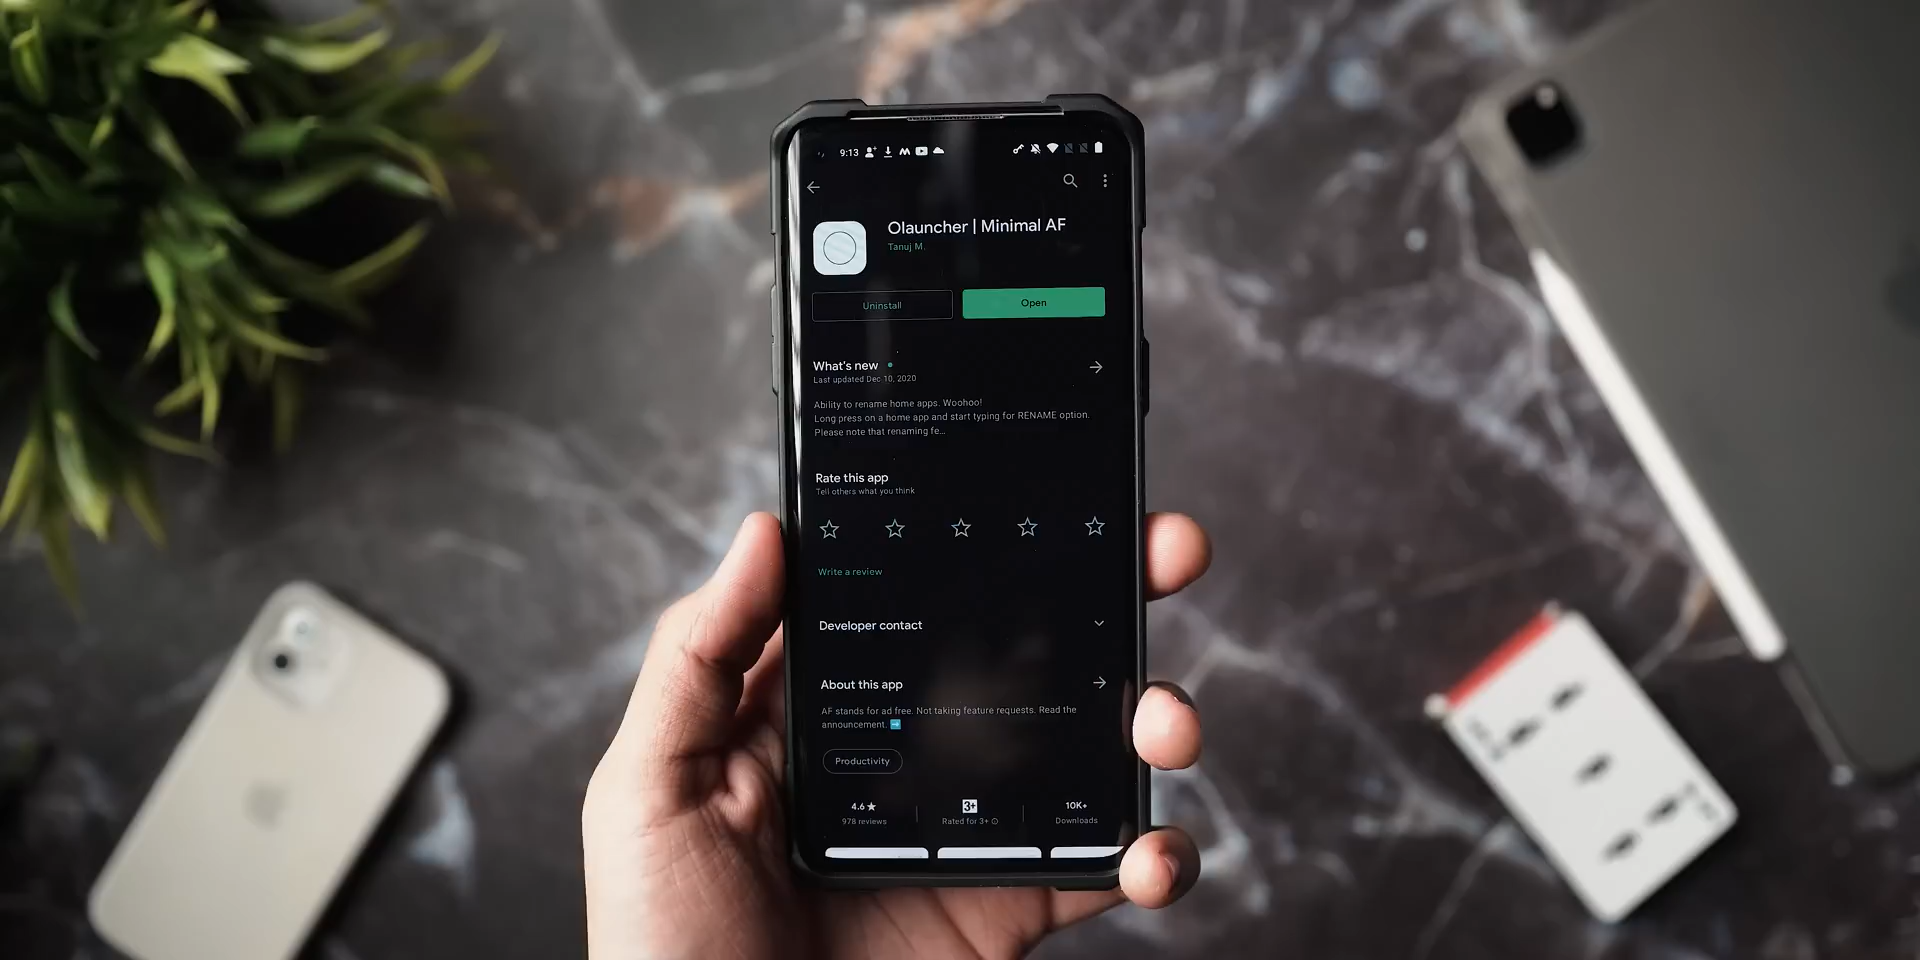 9:13
Olauncher | Minimal AF
Tanuj M.
Uninstall
Open
What's new
Last updated Dec 10, 2020
Ability to rename home apps. Woohoo!
Long press on a home app and start typing for RENAME option.
Please note that renaming fe...
Rate this app
Tell others what you think
Write a review
Developer contact
About this app
AF stands for ad free. Not taking feature requests. Read the
announcement. ➡
Productivity
4.6★ 3+ 10K+
978 reviews Rated for 3+ Downloads